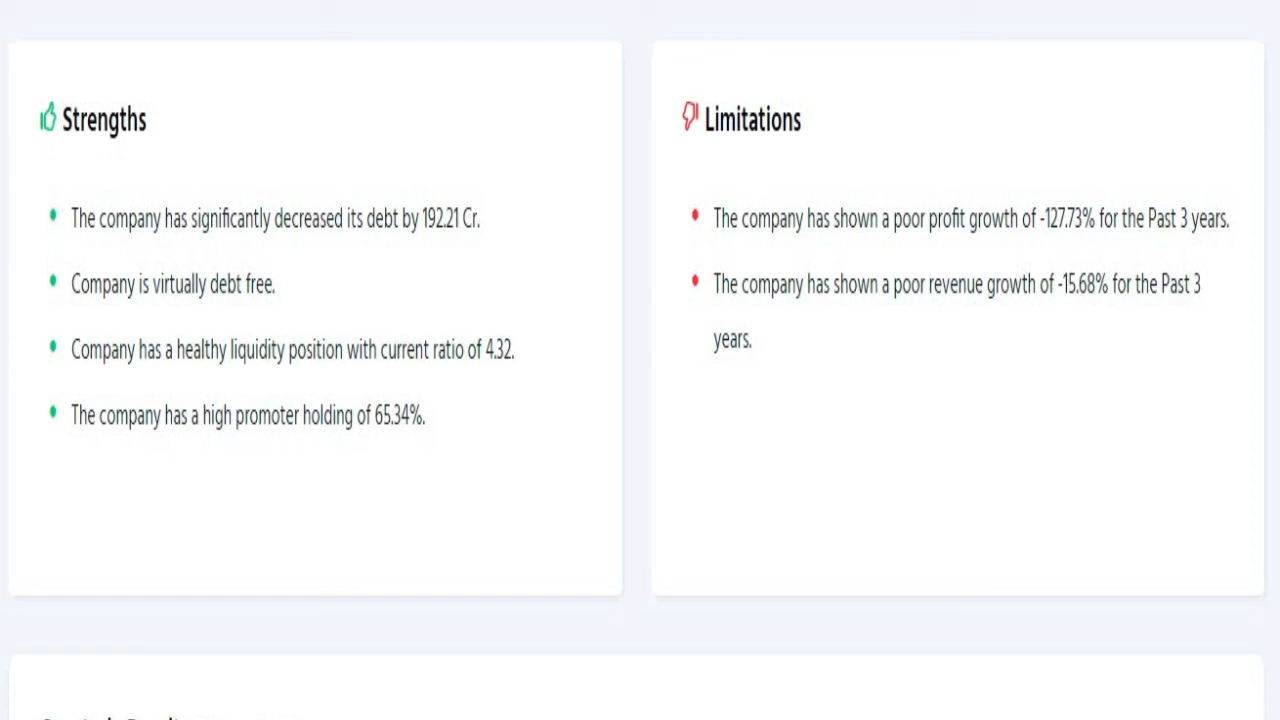 Strengths
The company has significantly decreased its debt by 192.21 Cr.
Company is virtually debt free.
Company has a healthy liquidity position with current ratio of 4.32.
The company has a high promoter holding of 65.34%.
Limitations
The company has shown a poor profit growth of -127.73% for the Past 3 years.
The company has shown a poor revenue growth of -15.68% for the Past 3
years.